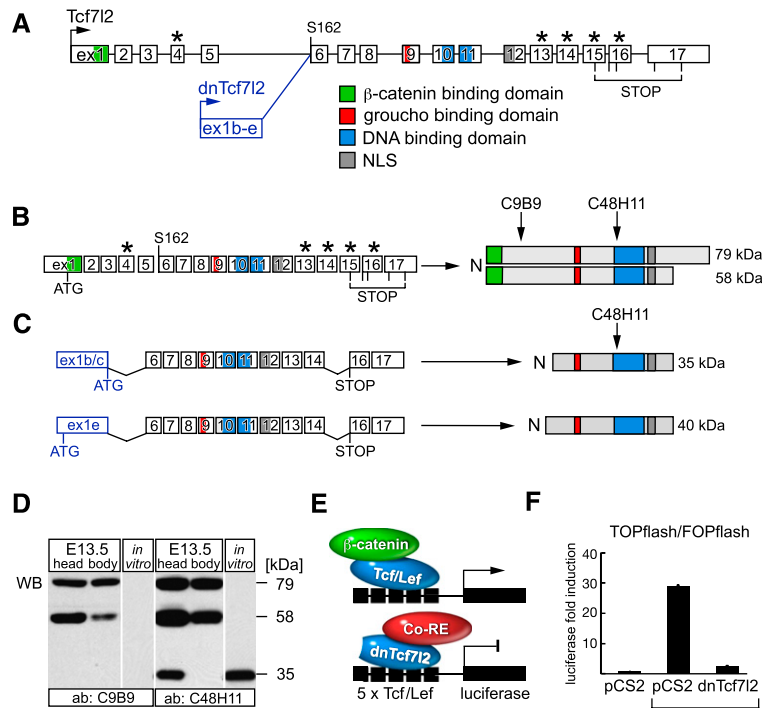 A
Tcf7l2
S162
* * * * *
ex1 2 3 4 5 6 7 8 9 10 11 12 13 14 15 16 17
STOP
dnTcf7l2
ex1b-e
β-catenin binding domain
groucho binding domain
DNA binding domain
NLS
B
C9B9 C48H11
S162
* * * * *
ex1 2 3 4 5 6 7 8 9 10 11 12 13 14 15 16 17
ATG
STOP
N
79 kDa
58 kDa
C
C48H11
ex1b/c 6 7 8 9 10 11 12 13 14 16 17
ATG STOP
N 35 kDa
ex1e 6 7 8 9 10 11 12 13 14 16 17
ATG STOP
N 40 kDa
D
E13.5 in vitro E13.5 in vitro
head body head body [kDa]
WB
79
58
35
ab: C9B9 ab: C48H11
E
β-catenin
Tcf/Lef
Co-RE
dnTcf7l2
5 x Tcf/Lef luciferase
F
TOPflash/FOPflash
luciferase fold induction
40
30
20
10
pCS2 pCS2 dnTcf7l2